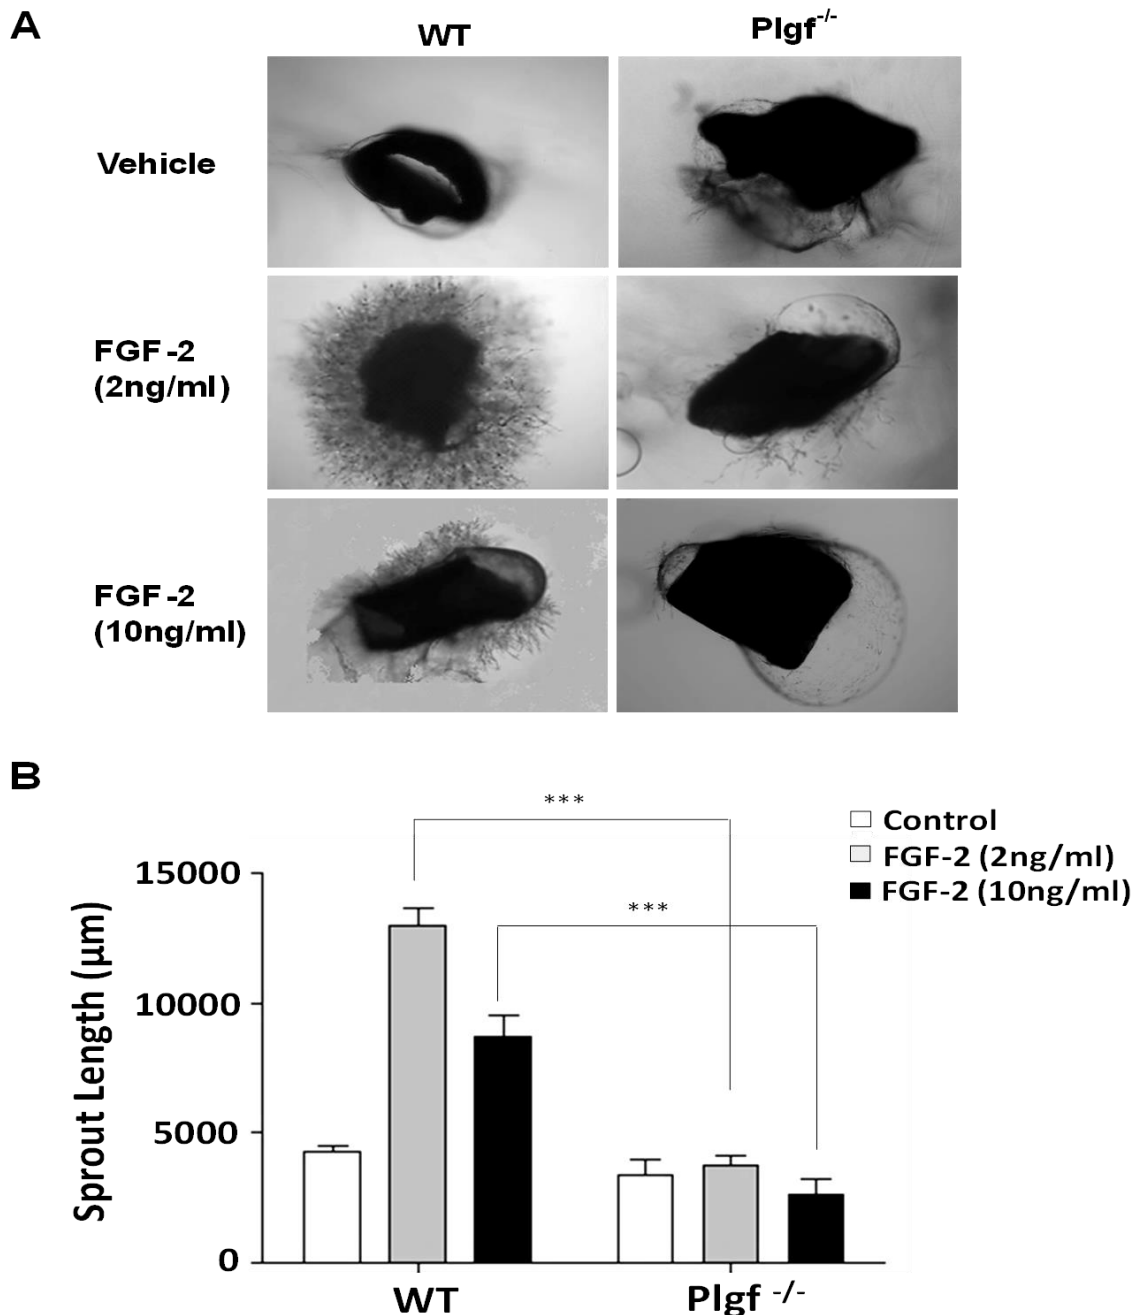 A
WT
Plgf-/-
Vehicle
FGF-2
(2ng/ml)
FGF-2
(10ng/ml)
B
***
***
Control
FGF-2 (2ng/ml)
FGF-2 (10ng/ml)
Sprout Length (µm)
15000
10000
5000
0
WT
Plgf -/-